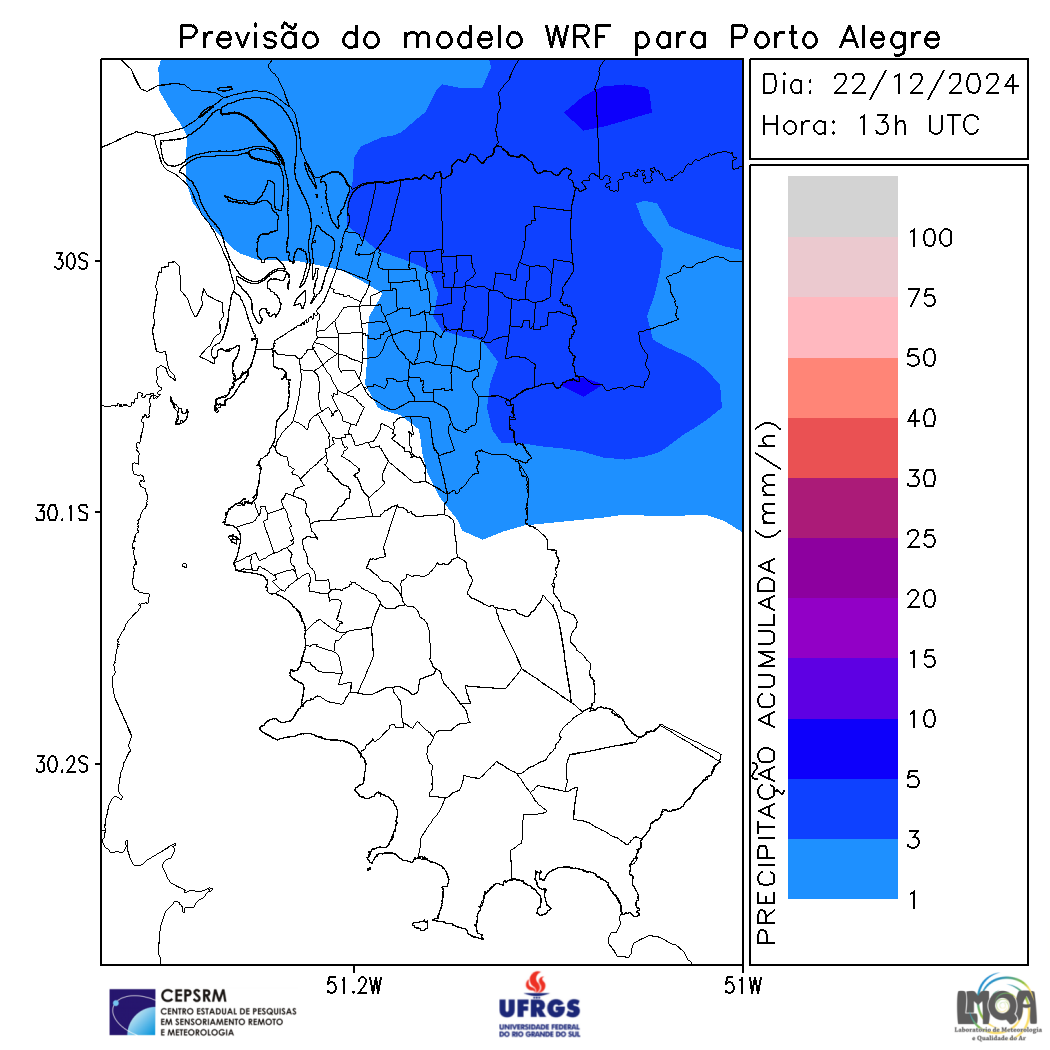 Previsão do modelo WRF para Porto Alegre
Dia: 22/12/2024
Hora: 13h UTC
30S
30.1S
30.2S
51.2W
51W
PRECIPITAÇÃO ACUMULADA (mm/h)
100
75
50
40
30
25
20
15
10
5
3
1
CEPSRM
CENTRO ESTADUAL DE PESQUISAS
EM SENSORIAMENTO REMOTO
E METEOROLOGIA
UFRGS
UNIVERSIDADE FEDERAL
DO RIO GRANDE DO SUL
LMQA
Laboratório de Meteorologia
e Qualidade do Ar